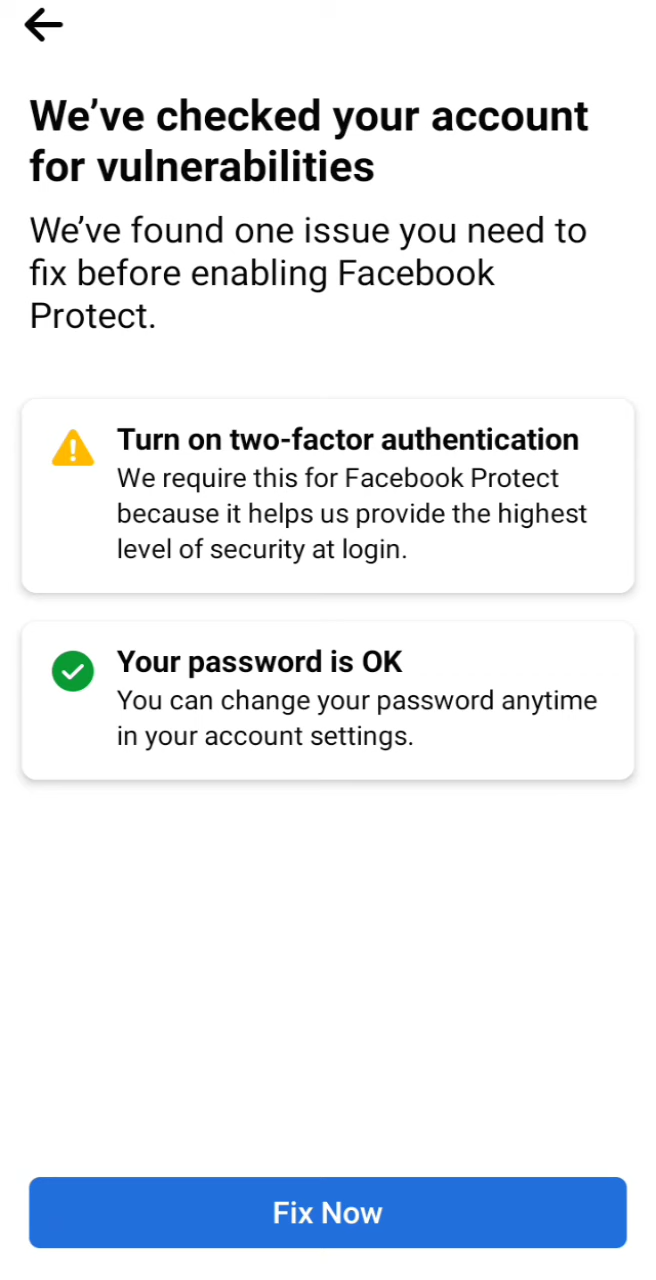 We’ve checked your account
for vulnerabilities
We’ve found one issue you need to
fix before enabling Facebook
Protect.
Turn on two-factor authentication
We require this for Facebook Protect
because it helps us provide the highest
level of security at login.
Your password is OK
You can change your password anytime
in your account settings.
Fix Now